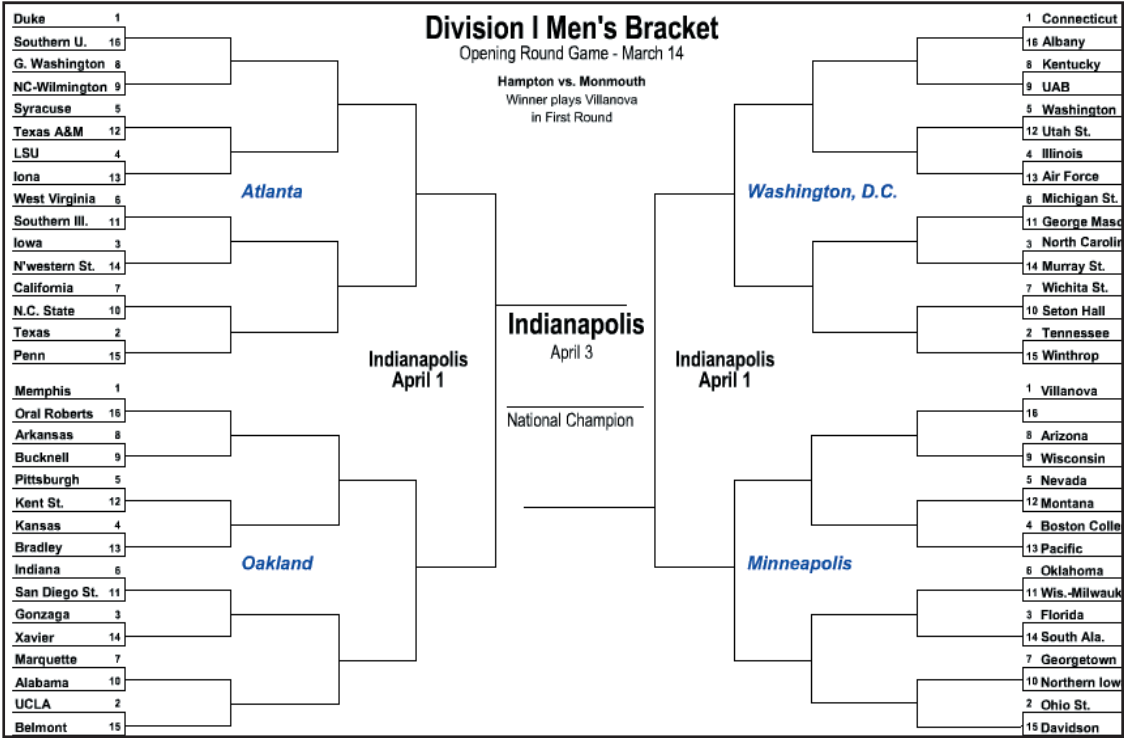 Division I Men's Bracket
Opening Round Game - March 14
Hampton vs. Monmouth
Winner plays Villanova
in First Round
Duke 1
Southern U. 16
G. Washington 8
NC-Wilmington 9
Syracuse 5
Texas A&M 12
LSU 4
Iona 13
West Virginia 6
Southern Ill. 11
Iowa 3
N'western St. 14
California 7
N.C. State 10
Texas 2
Penn 15
Atlanta
Memphis 1
Oral Roberts 16
Arkansas 8
Bucknell 9
Pittsburgh 5
Kent St. 12
Kansas 4
Bradley 13
Indiana 6
San Diego St. 11
Gonzaga 3
Xavier 14
Marquette 7
Alabama 10
UCLA 2
Belmont 15
Oakland
Indianapolis
April 1
Indianapolis
April 3
National Champion
Indianapolis
April 1
Washington, D.C.
1 Connecticut
16 Albany
8 Kentucky
9 UAB
5 Washington
12 Utah St.
4 Illinois
13 Air Force
6 Michigan St.
11 George Maso
3 North Carolin
14 Murray St.
7 Wichita St.
10 Seton Hall
2 Tennessee
15 Winthrop
Minneapolis
1 Villanova
16
8 Arizona
9 Wisconsin
5 Nevada
12 Montana
4 Boston Colle
13 Pacific
6 Oklahoma
11 Wis.-Milwauk
3 Florida
14 South Ala.
7 Georgetown
10 Northern Iow
2 Ohio St.
15 Davidson